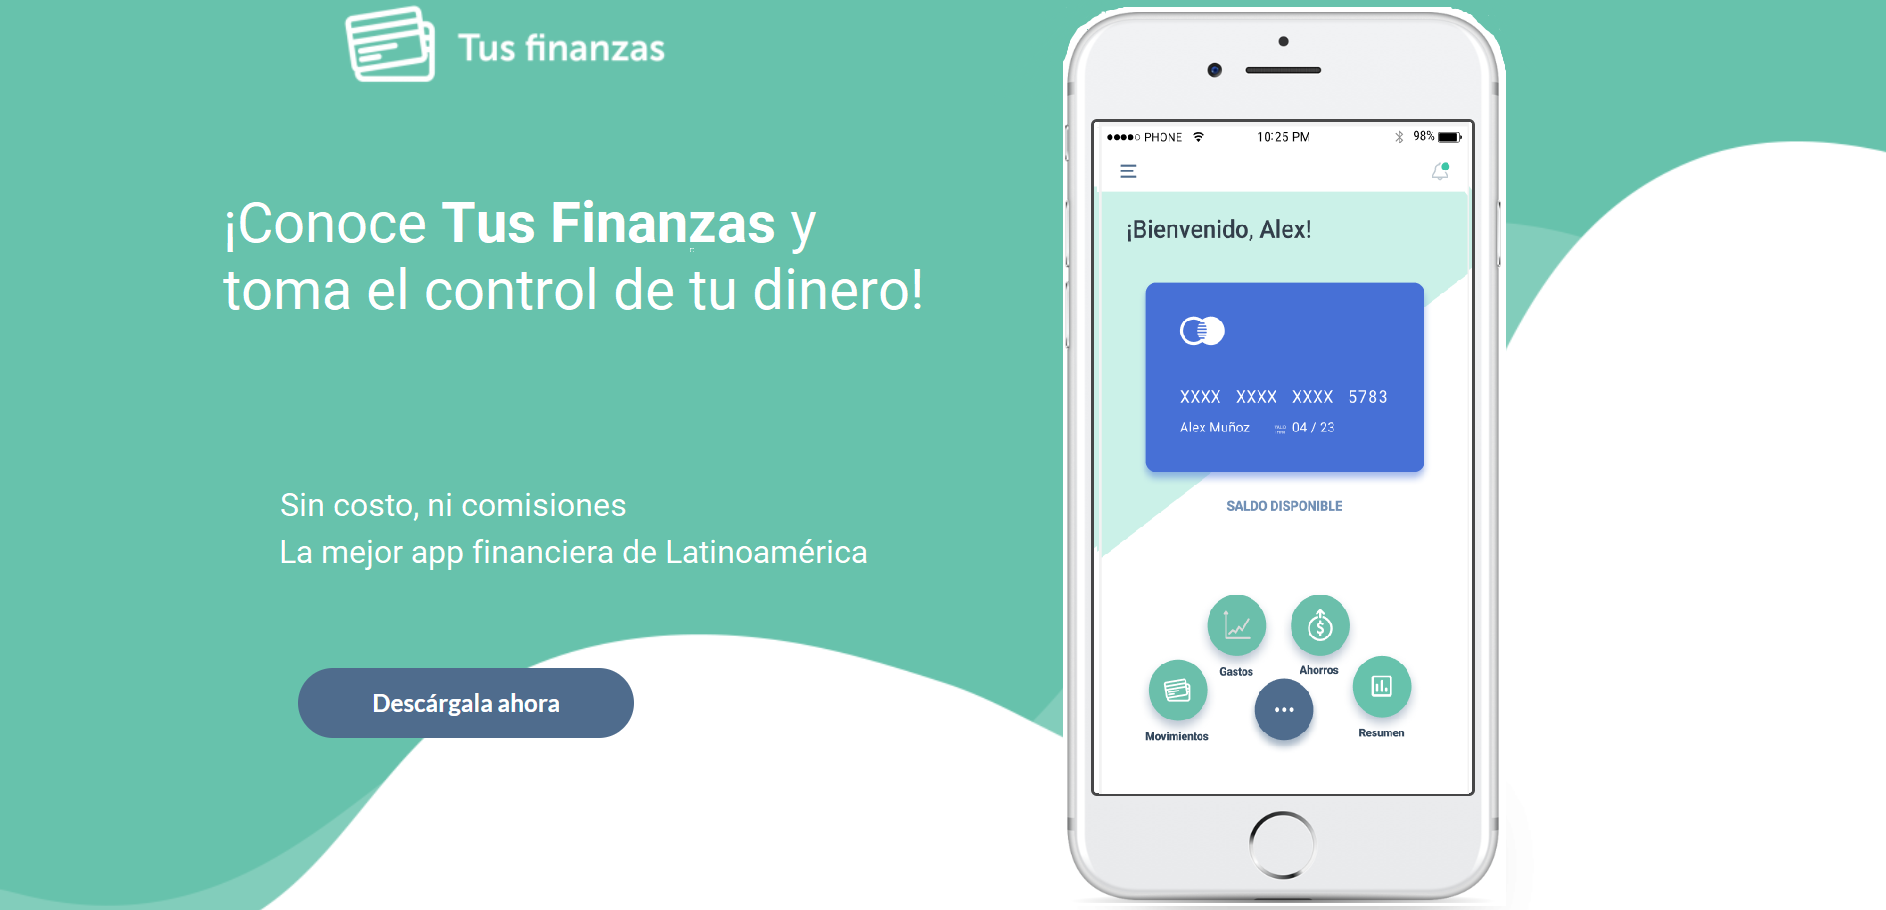 Tus finanzas
¡Conoce Tus Finanzas y
toma el control de tu dinero!
Sin costo, ni comisiones
La mejor app financiera de Latinoamérica
Descárgala ahora
PHONE 10:25 PM 98%
¡Bienvenido, Alex!
XXXX XXXX XXXX 5783
Alex Muñoz 04 / 23
SALDO DISPONIBLE
Gastos Ahorros
Movimientos Resumen